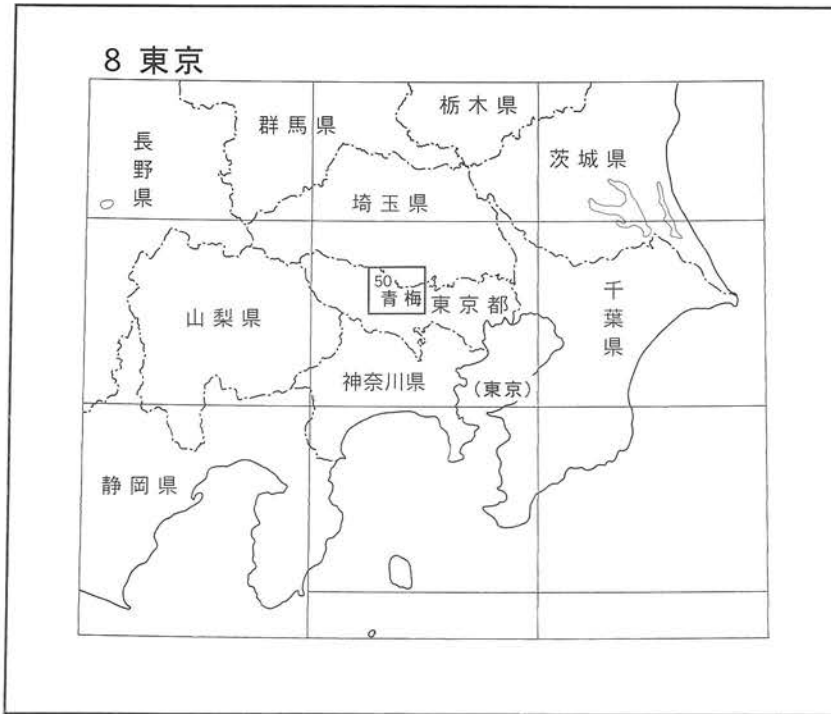 8 東京
栃木県
群馬県
茨城県
長野県
埼玉県
50
青梅
東京都
千葉県
山梨県
神奈川県
(東京)
静岡県